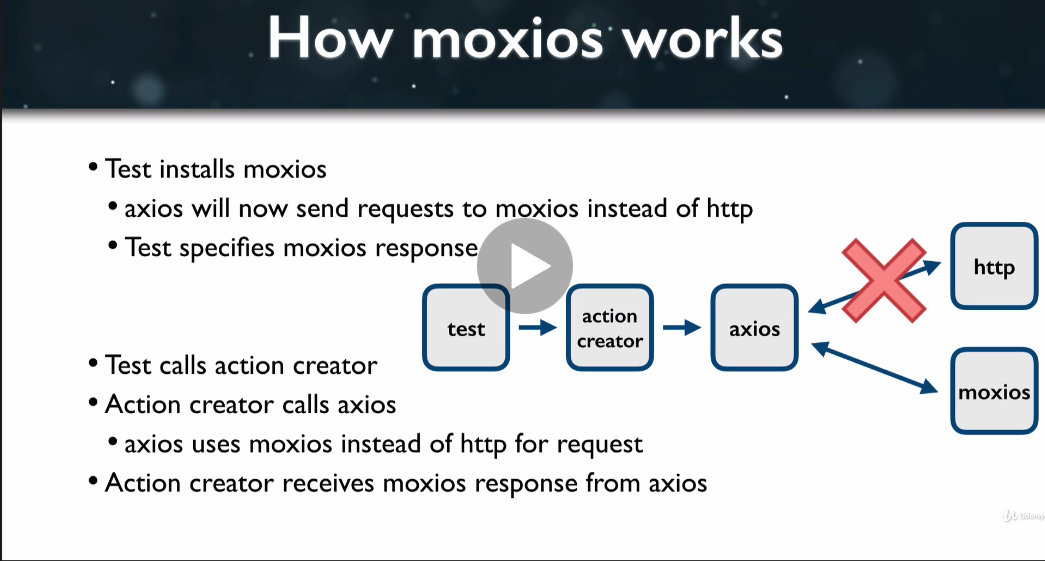 How moxios works
• Test installs moxios
• axios will now send requests to moxios instead of http
• Test specifies moxios response
test
action
creator
axios
http
moxios
• Test calls action creator
• Action creator calls axios
• axios uses moxios instead of http for request
• Action creator receives moxios response from axios
Udemy